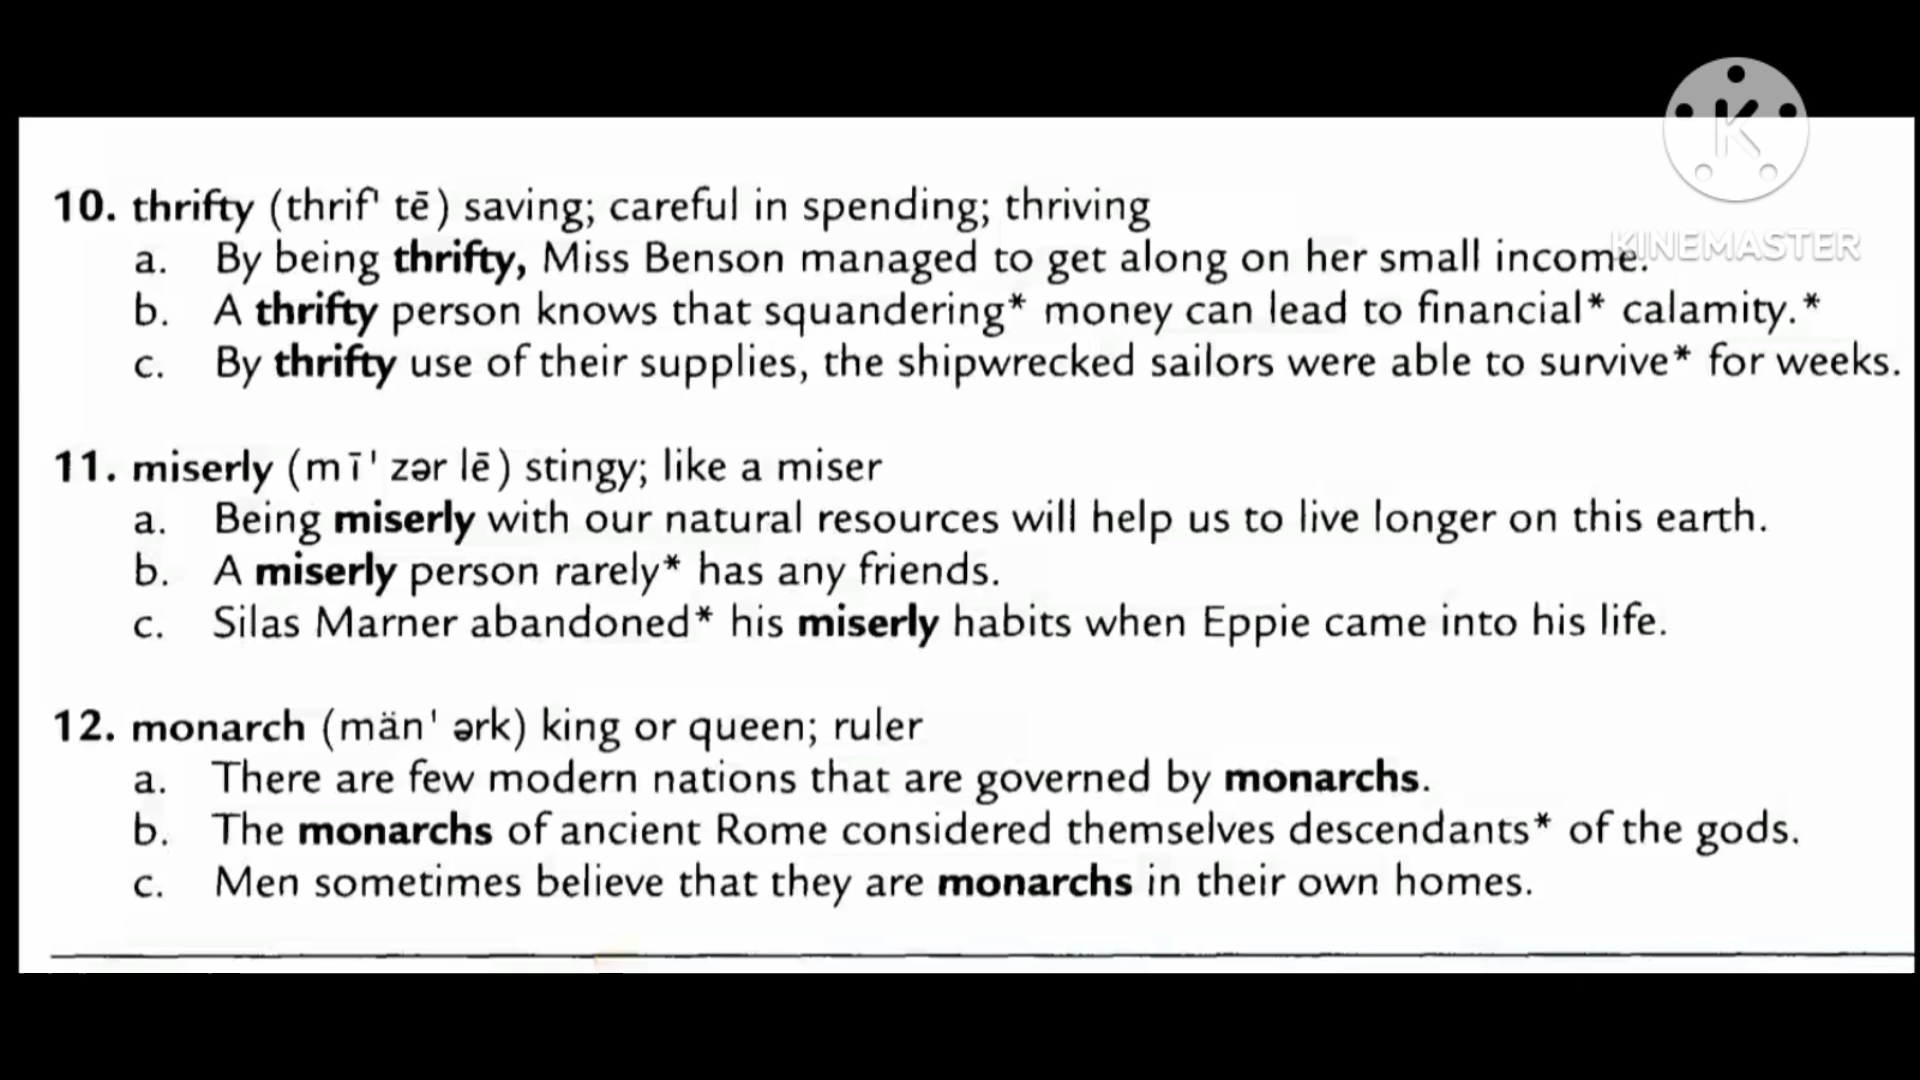 10. thrifty (thrif' tē) saving; careful in spending; thriving
a. By being thrifty, Miss Benson managed to get along on her small income.
b. A thrifty person knows that squandering* money can lead to financial* calamity.*
c. By thrifty use of their supplies, the shipwrecked sailors were able to survive* for weeks.
11. miserly (mī' zər lē) stingy; like a miser
a. Being miserly with our natural resources will help us to live longer on this earth.
b. A miserly person rarely* has any friends.
c. Silas Marner abandoned* his miserly habits when Eppie came into his life.
12. monarch (män' ərk) king or queen; ruler
a. There are few modern nations that are governed by monarchs.
b. The monarchs of ancient Rome considered themselves descendants* of the gods.
c. Men sometimes believe that they are monarchs in their own homes.
K
KINEMASTER